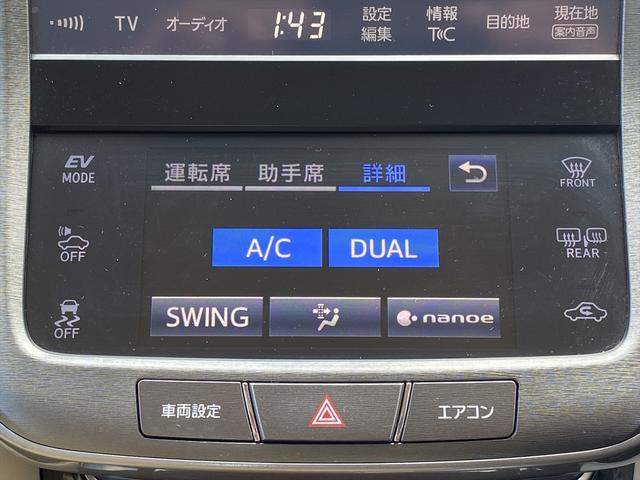 TV
オーディオ
1:43
設定
編集
情報
T(C
目的地
現在地
案内音声
EV
MODE
運転席
助手席
詳細
FRONT
OFF
A/C
DUAL
REAR
OFF
SWING
nanoe
車両設定
エアコン